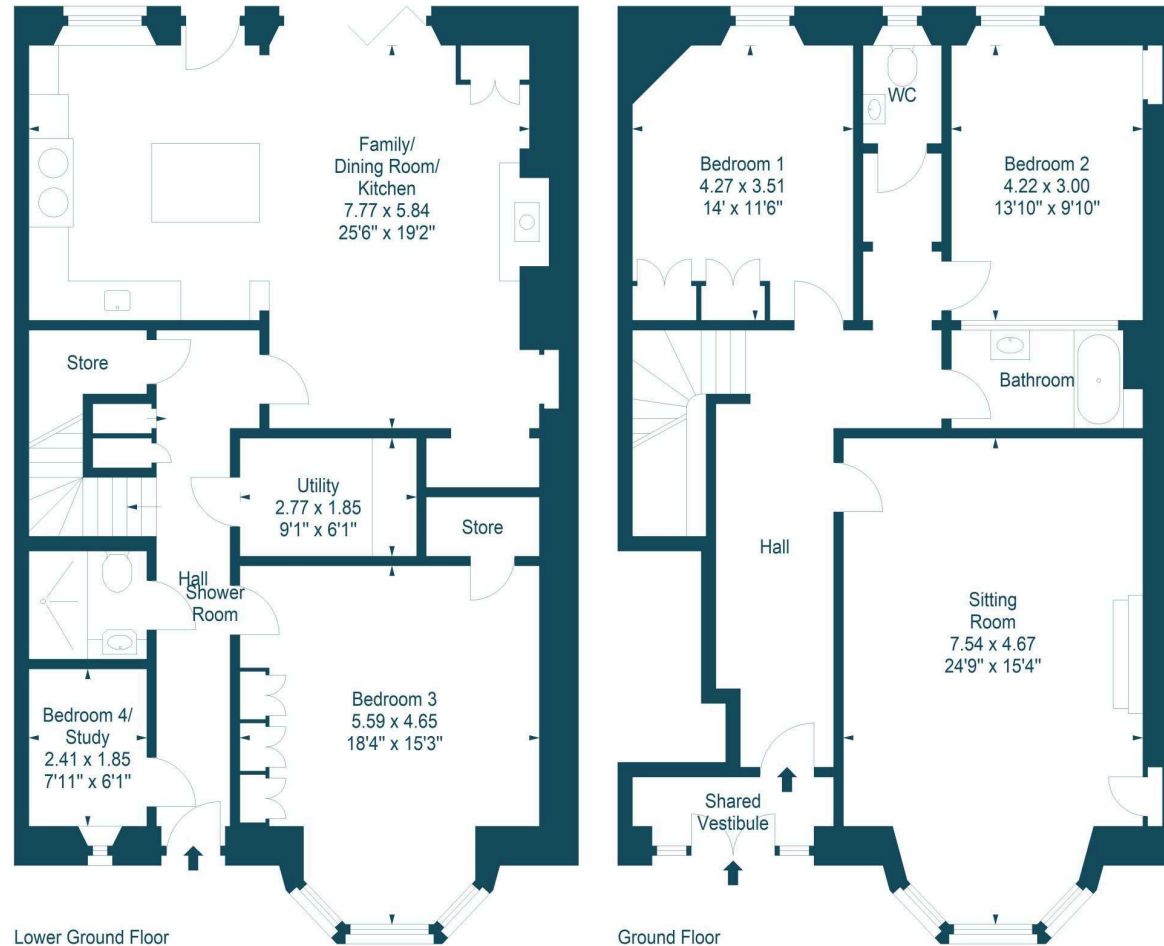 Family/
Dining Room/
Kitchen
7.77 x 5.84
25'6" x 19'2"
Store
Utility
2.77 x 1.85
9'1" x 6'1"
Store
Hall
Shower
Room
Bedroom 4/
Study
2.41 x 1.85
7'11" x 6'1"
Bedroom 3
5.59 x 4.65
18'4" x 15'3"
Lower Ground Floor
Bedroom 1
4.27 x 3.51
14' x 11'6"
WC
Bedroom 2
4.22 x 3.00
13'10" x 9'10"
Bathroom
Hall
Sitting
Room
7.54 x 4.67
24'9" x 15'4"
Shared
Vestibule
Ground Floor